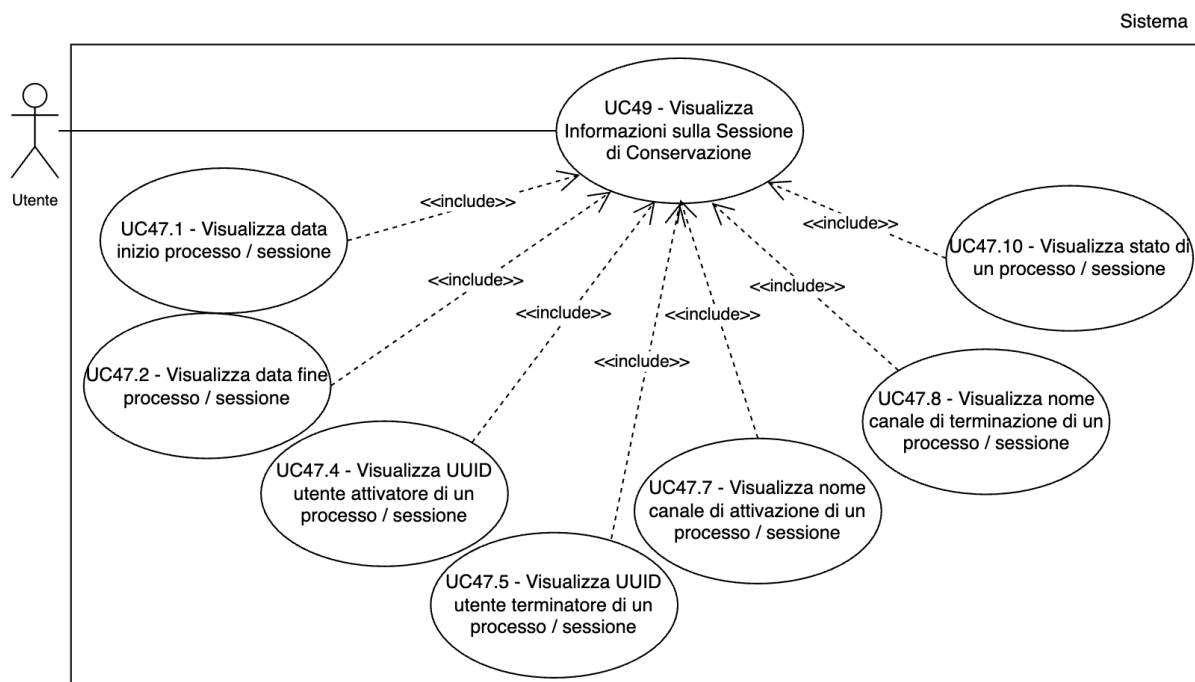 Sistema
UC49 - Visualizza
Informazioni sulla Sessione
di Conservazione
Utente
<<include>>
UC47.1 - Visualizza data
inizio processo / sessione
<<include>>
UC47.10 - Visualizza stato di
un processo / sessione
<<include>>
<<include>>
<<include>>
<<include>>
<<include>>
UC47.2 - Visualizza data fine
processo / sessione
UC47.8 - Visualizza nome
canale di terminazione di un
processo / sessione
UC47.4 - Visualizza UUID
utente attivatore di un
processo / sessione
UC47.7 - Visualizza nome
canale di attivazione di un
processo / sessione
UC47.5 - Visualizza UUID
utente terminatore di un
processo / sessione